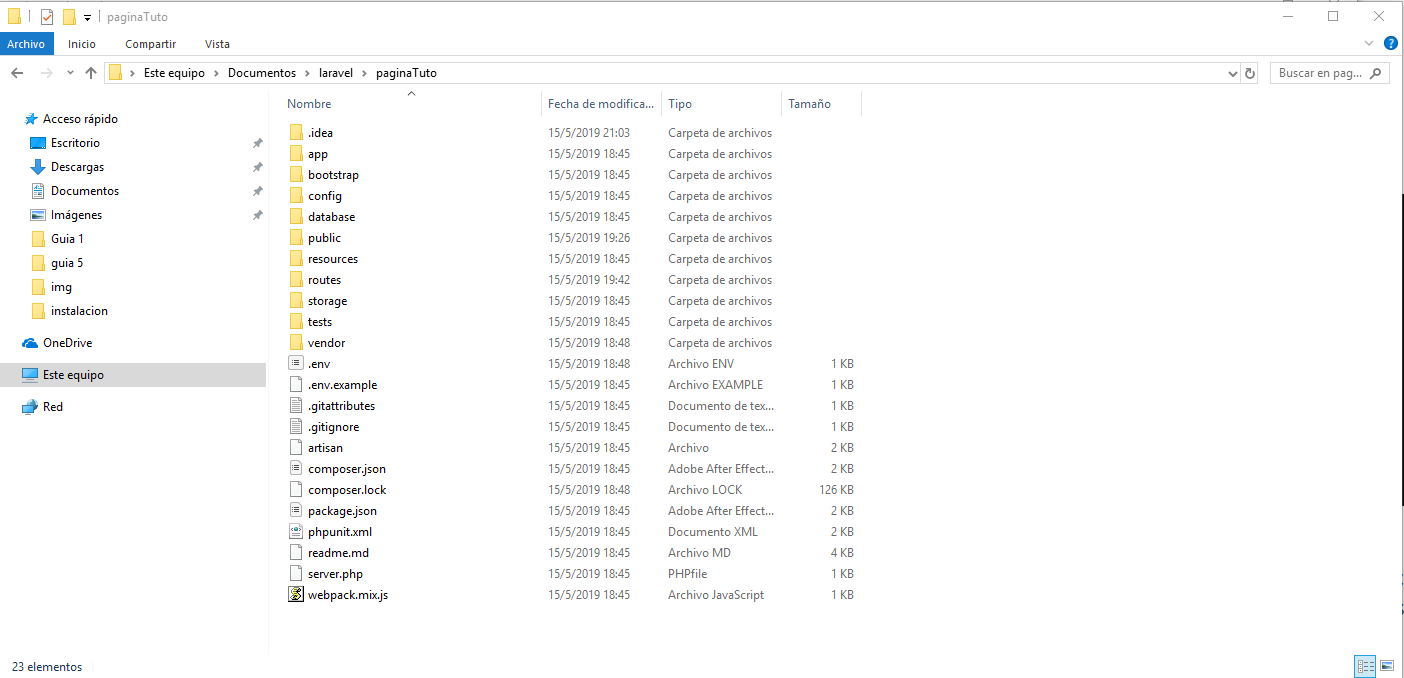 paginaTuto
Archivo Inicio Compartir Vista
Este equipo Documentos laravel paginaTuto Buscar en pag...
Nombre Fecha de modifica... Tipo Tamaño
Acceso rápido
Escritorio
Descargas
Documentos
Imágenes
Guia 1
guia 5
img
instalacion
OneDrive
Este equipo
Red
.idea 15/5/2019 21:03 Carpeta de archivos
app 15/5/2019 18:45 Carpeta de archivos
bootstrap 15/5/2019 18:45 Carpeta de archivos
config 15/5/2019 18:45 Carpeta de archivos
database 15/5/2019 18:45 Carpeta de archivos
public 15/5/2019 19:26 Carpeta de archivos
resources 15/5/2019 18:45 Carpeta de archivos
routes 15/5/2019 19:42 Carpeta de archivos
storage 15/5/2019 18:45 Carpeta de archivos
tests 15/5/2019 18:45 Carpeta de archivos
vendor 15/5/2019 18:48 Carpeta de archivos
.env 15/5/2019 18:48 Archivo ENV 1 KB
.env.example 15/5/2019 18:45 Archivo EXAMPLE 1 KB
.gitattributes 15/5/2019 18:45 Documento de tex... 1 KB
.gitignore 15/5/2019 18:45 Documento de tex... 1 KB
artisan 15/5/2019 18:45 Archivo 2 KB
composer.json 15/5/2019 18:45 Adobe After Effect... 2 KB
composer.lock 15/5/2019 18:48 Archivo LOCK 126 KB
package.json 15/5/2019 18:45 Adobe After Effect... 2 KB
phpunit.xml 15/5/2019 18:45 Documento XML 2 KB
readme.md 15/5/2019 18:45 Archivo MD 4 KB
server.php 15/5/2019 18:45 PHPfile 1 KB
webpack.mix.js 15/5/2019 18:45 Archivo JavaScript 1 KB
23 elementos